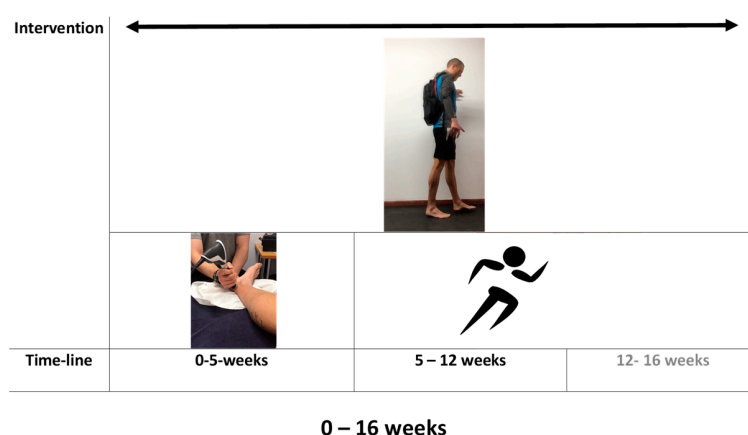 Intervention
Time-line
0-5-weeks
5 – 12 weeks
12- 16 weeks
0 – 16 weeks